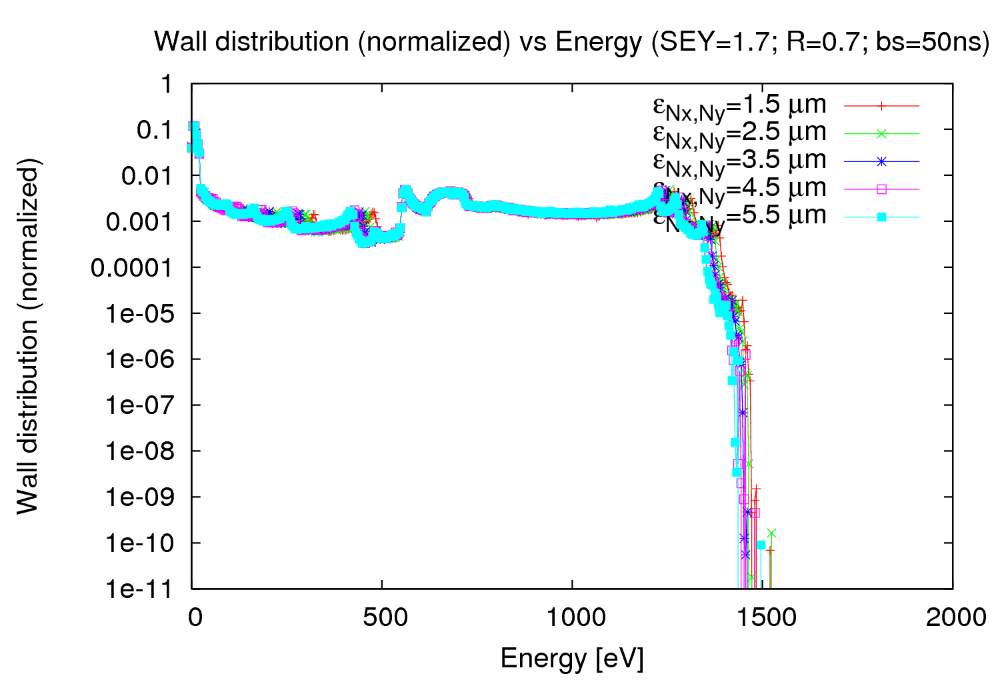 Wall distribution (normalized) vs Energy (SEY=1.7; R=0.7; bs=50ns)
εNx,Ny=1.5 μm
εNx,Ny=2.5 μm
εNx,Ny=3.5 μm
εNx,Ny=4.5 μm
εNx,Ny=5.5 μm
Wall distribution (normalized)
1
0.1
0.01
0.001
0.0001
1e-05
1e-06
1e-07
1e-08
1e-09
1e-10
1e-11
0 500 1000 1500 2000
Energy [eV]